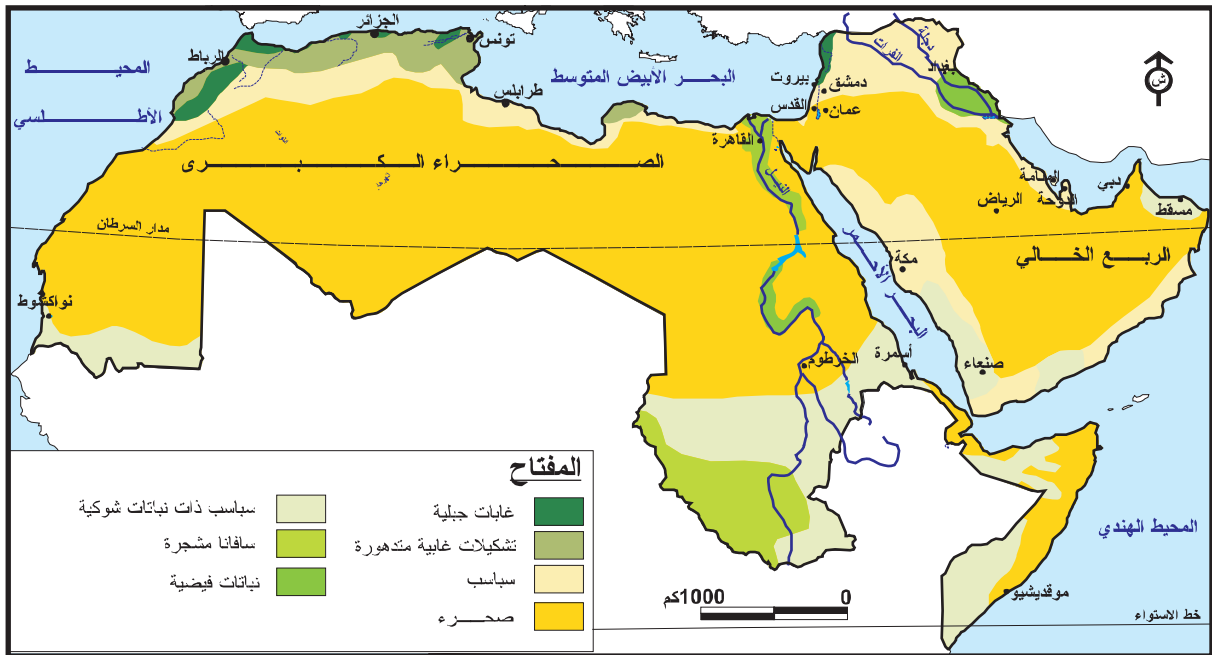 الجزائر
تونس
الرباط
المحيط
الأطلسي
البحر الأبيض المتوسط
طرابلس
بيروت
دمشق
القدس
عمان
دجلة
الفرات
بغداد
ش
القاهرة
النيل
الصحراء الكبرى
المنامة
الدوحة
دبي
مسقط
الرياض
مدار السرطان
الربع الخالي
مكة
البحر الأحمر
نواكشوط
الخرطوم
أسمرة
صنعاء
المحيط الهندي
موقديشيو
خط الاستواء
المفتاح
غابات جبلية
تشكيلات غابية متدهورة
سباسب
صحرء
سباسب ذات نباتات شوكية
سافانا مشجرة
نباتات فيضية
1000كم
0